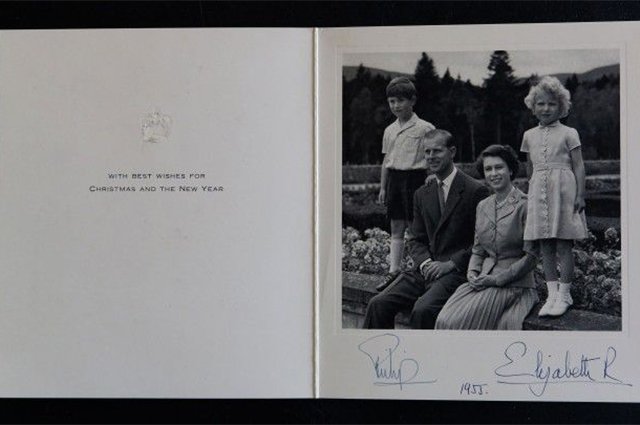 WITH BEST WISHES FOR
CHRISTMAS AND THE NEW YEAR
Philip
1955.
Elizabeth R